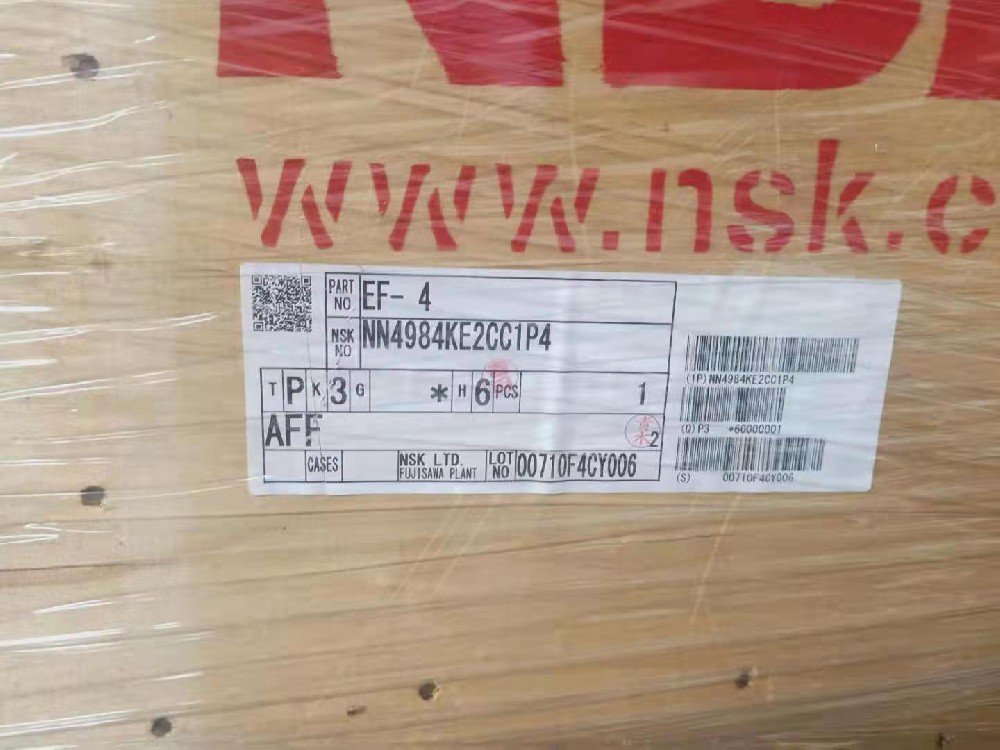 www.nsk.c
PART NO EF- 4
NSK NO NN4984KE2CC1P4
T P K 3 G * H 6 PCS 1
AFF 2
CASES NSK LTD. FUJISAWA PLANT LOT NO 00710F4CY006
(1P) NN4984KE2CC1P4
(Q) P3 *60000001
(S) 00710F4CY006